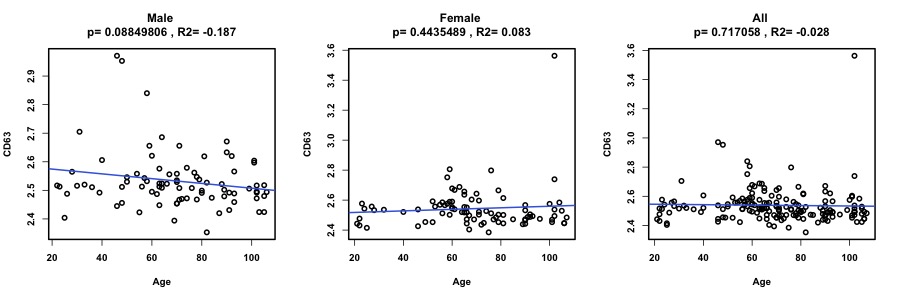 Male
p= 0.08849806 , R2= -0.187
CD63
2.9
2.8
2.7
2.6
2.5
2.4
20 40 60 80 100
Age
Female
p= 0.4435489 , R2= 0.083
CD63
3.6
3.4
3.2
3.0
2.8
2.6
2.4
20 40 60 80 100
Age
All
p= 0.717058 , R2= -0.028
CD63
3.6
3.4
3.2
3.0
2.8
2.6
2.4
20 40 60 80 100
Age